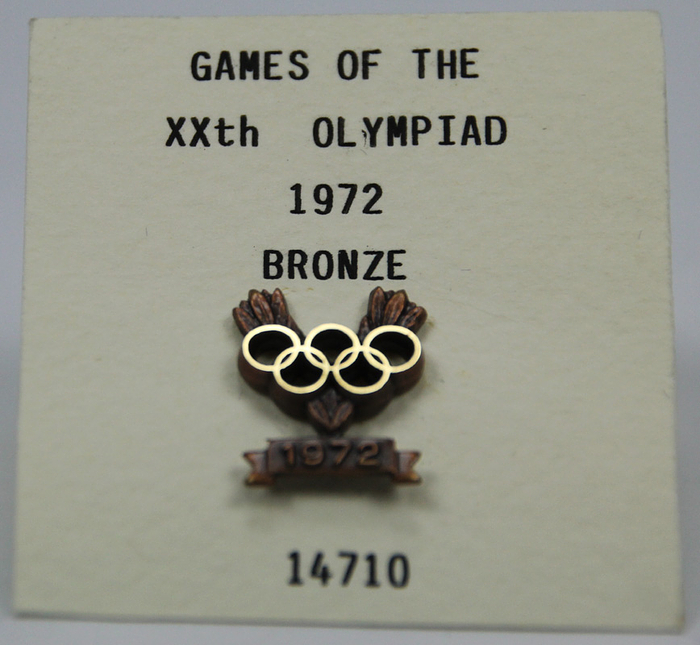 GAMES OF THE
XXth OLYMPIAD
1972
BRONZE
1972
14710